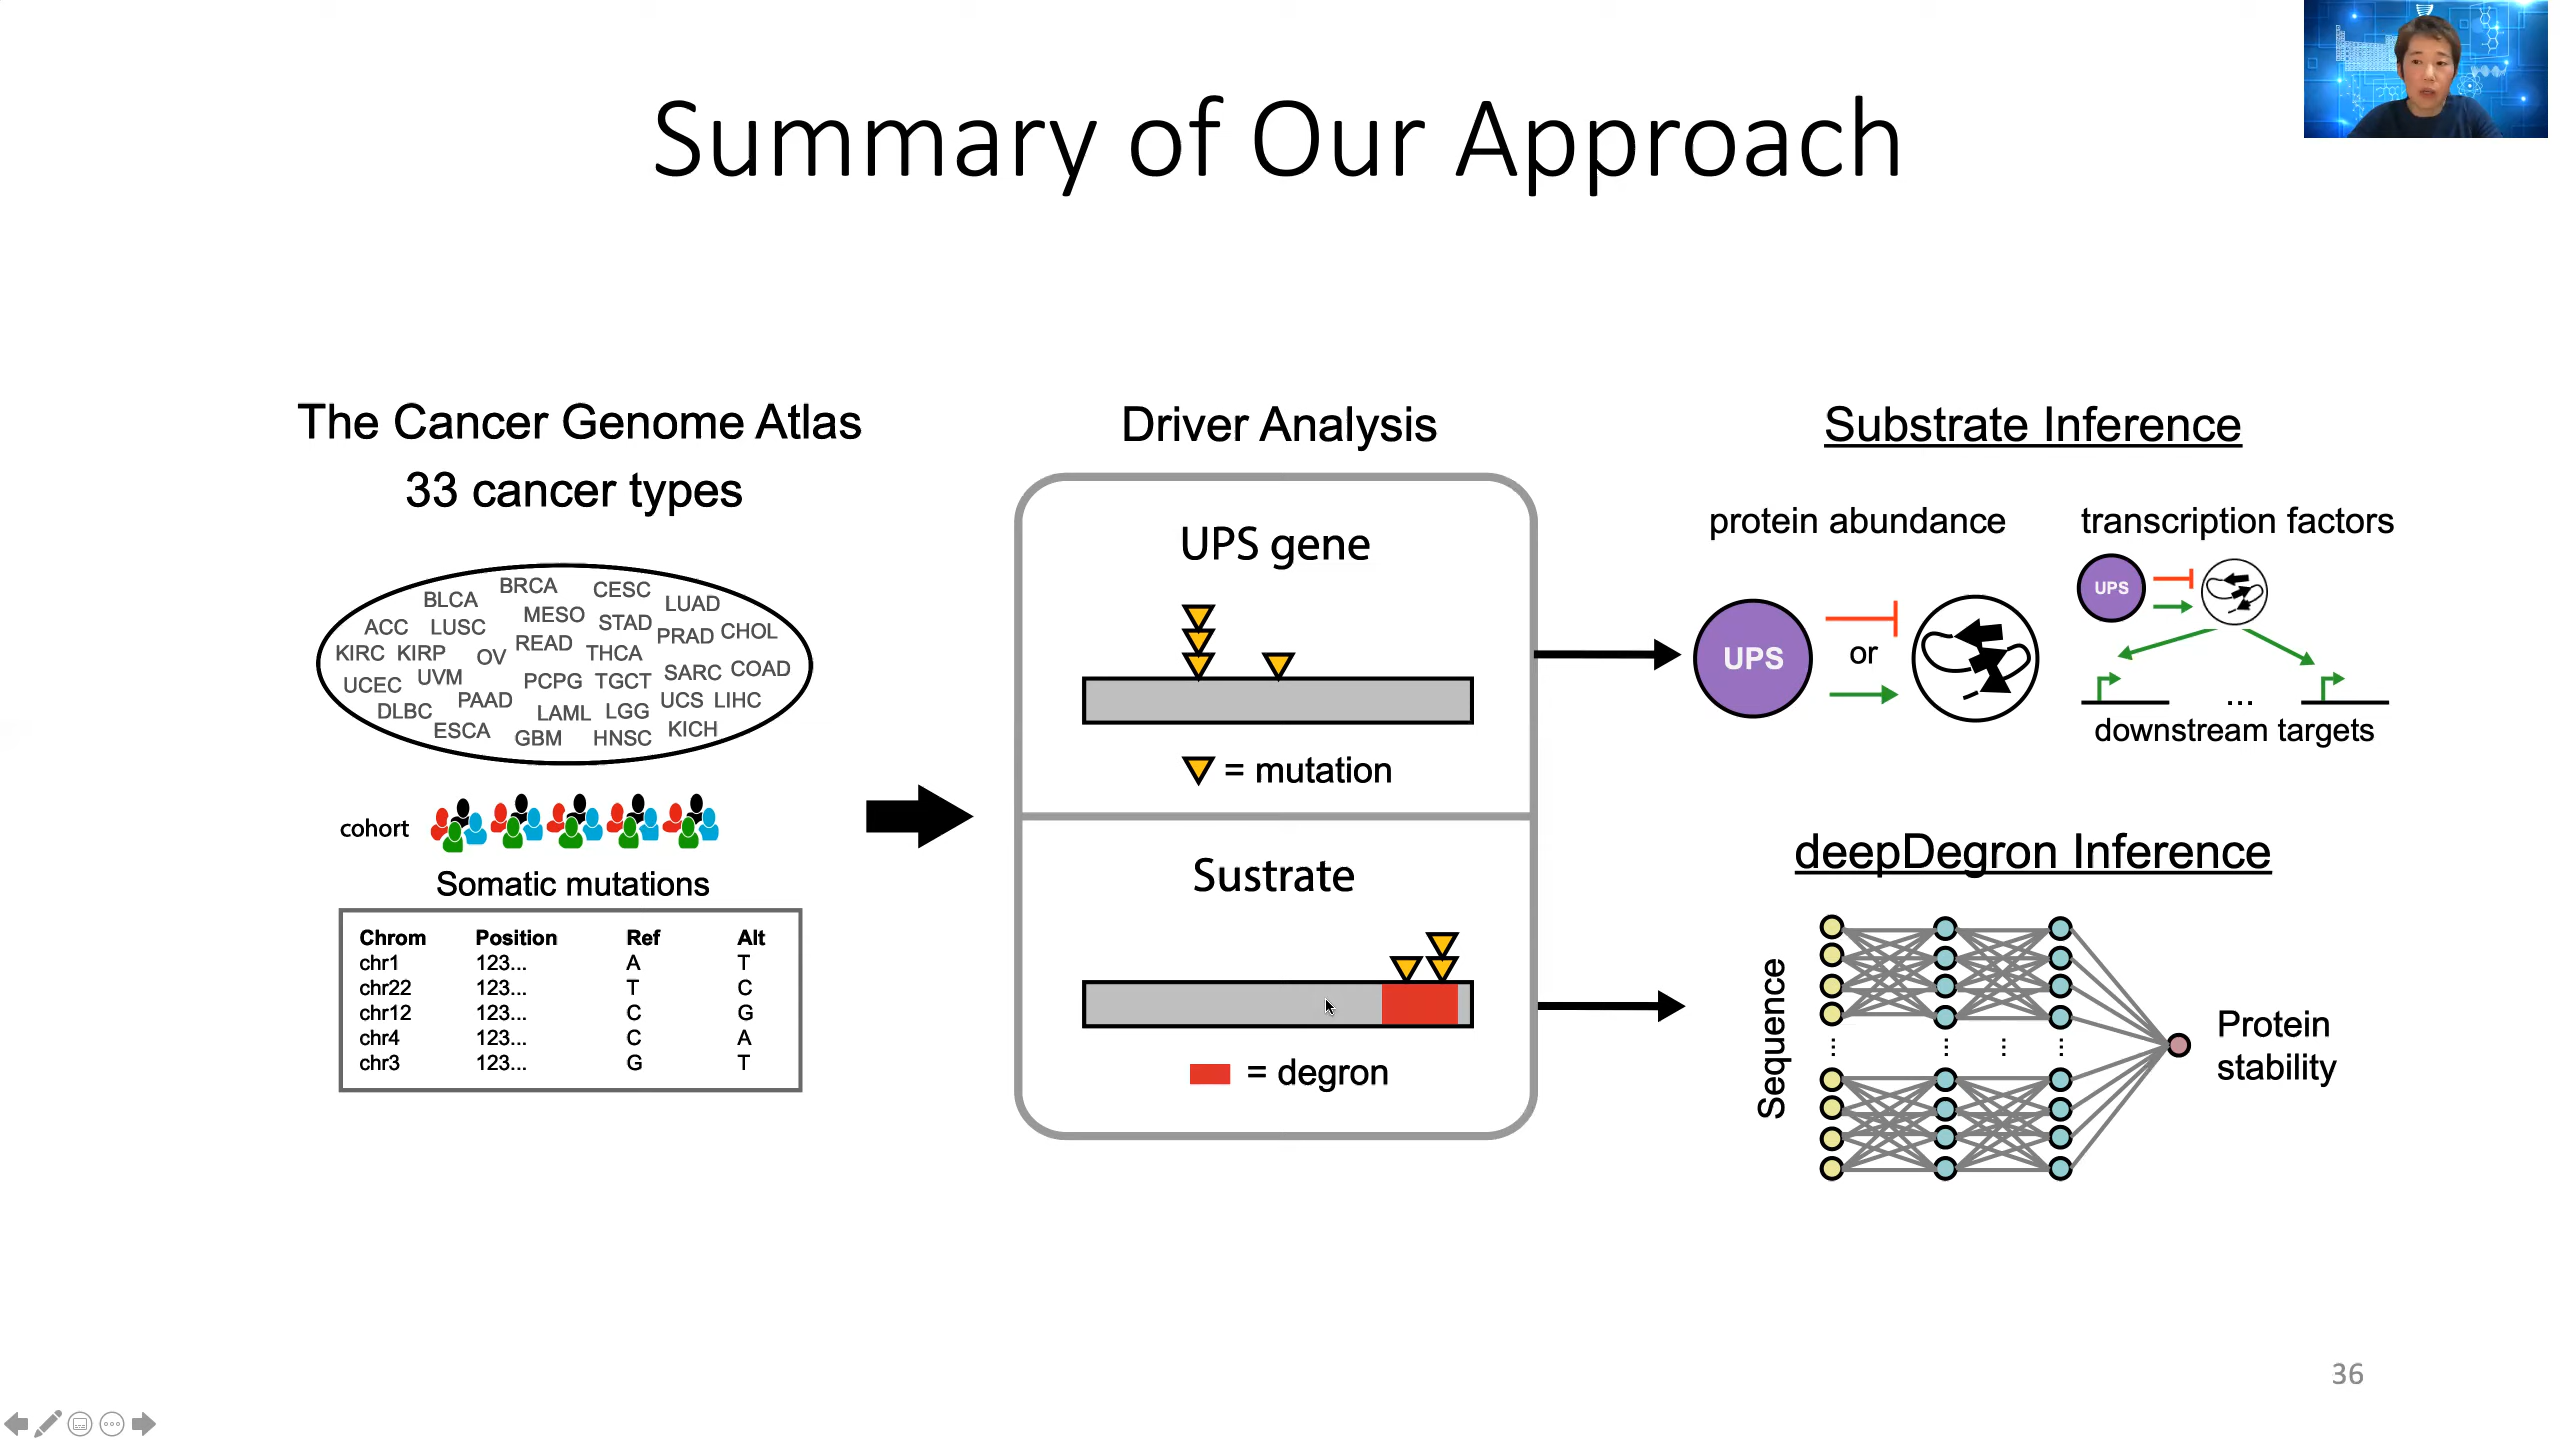 Summary of Our Approach
The Cancer Genome Atlas
33 cancer types
BRCA CESC
BLCA LUAD
MESO STAD
ACC LUSC PRAD CHOL
READ
KIRC KIRP OV THCA
SARC COAD
UCEC UVM PCPG TGCT
PAAD UCS LIHC
DLBC LAML LGG
ESCA GBM HNSC KICH
cohort
Somatic mutations
Chrom Position Ref Alt
chr1 123... A T
chr22 123... T C
chr12 123... C G
chr4 123... C A
chr3 123... G T
Driver Analysis
UPS gene
= mutation
Sustrate
= degron
Substrate Inference
protein abundance
UPS
or
transcription factors
UPS
...
downstream targets
deepDegron Inference
Sequence
Protein
stability
36